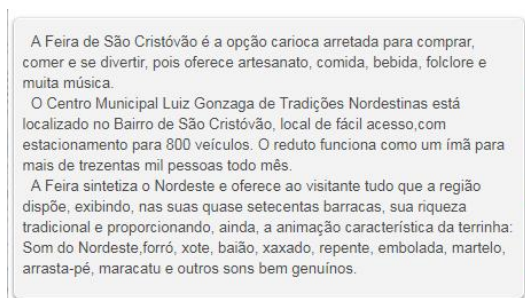 A Feira de São Cristóvão é a opção carioca arretada para comprar,
comer e se divertir, pois oferece artesanato, comida, bebida, folclore e
muita música.
O Centro Municipal Luiz Gonzaga de Tradições Nordestinas está
localizado no Bairro de São Cristóvão, local de fácil acesso,com
estacionamento para 800 veículos. O reduto funciona como um ímã para
mais de trezentas mil pessoas todo mês.
A Feira sintetiza o Nordeste e oferece ao visitante tudo que a região
dispõe, exibindo, nas suas quase setecentas barracas, sua riqueza
tradicional e proporcionando, ainda, a animação característica da terrinha:
Som do Nordeste,forró, xote, baião, xaxado, repente, embolada, martelo,
arrasta-pé, maracatu e outros sons bem genuínos.